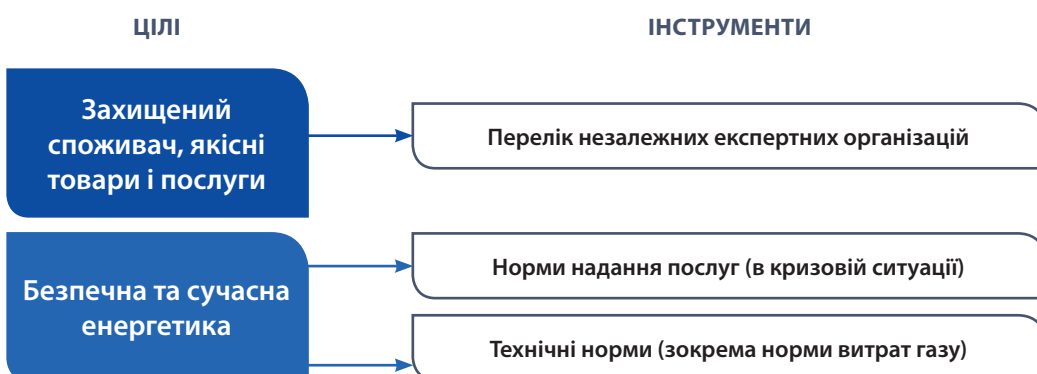 ЦІЛІ
ІНСТРУМЕНТИ
Захищений
споживач, якісні
товари і послуги
Перелік незалежних експертних організацій
Безпечна та сучасна
енергетика
Норми надання послуг (в кризовій ситуації)
Технічні норми (зокрема норми витрат газу)